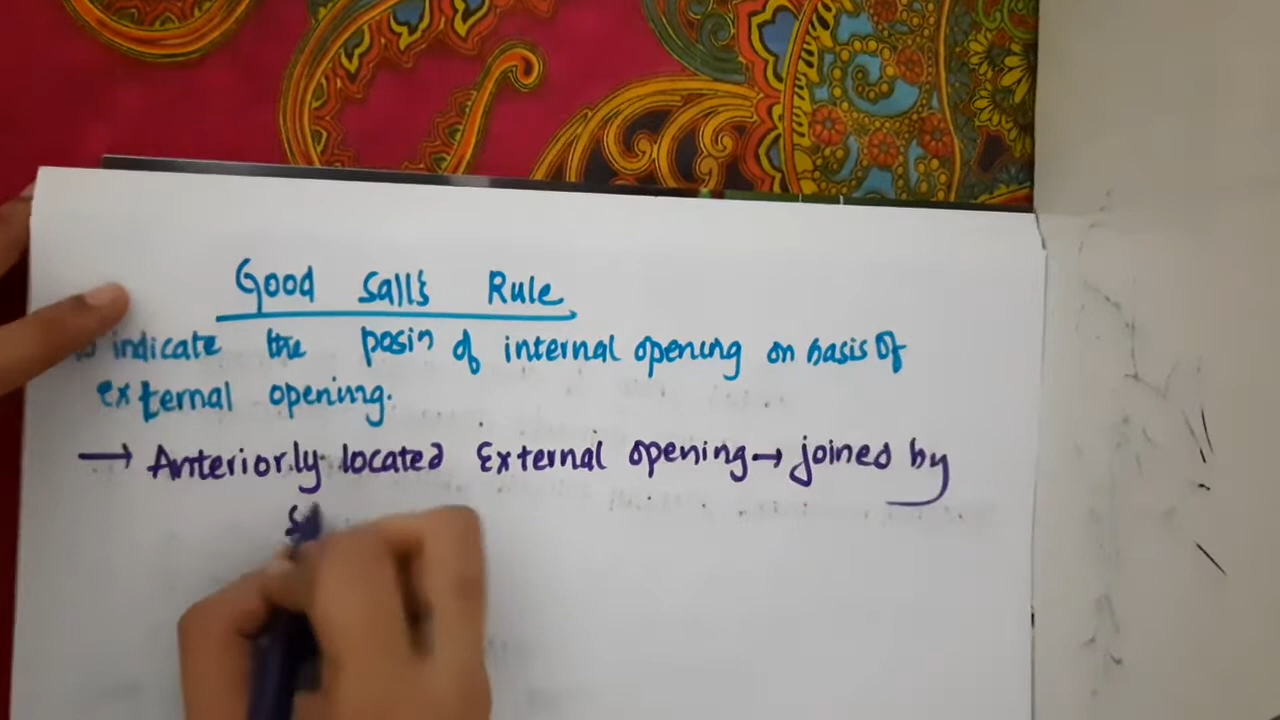 Good Sall's Rule
indicate the posin of internal opening on basis of
external opening.
→ Anteriorly located External opening → joined by